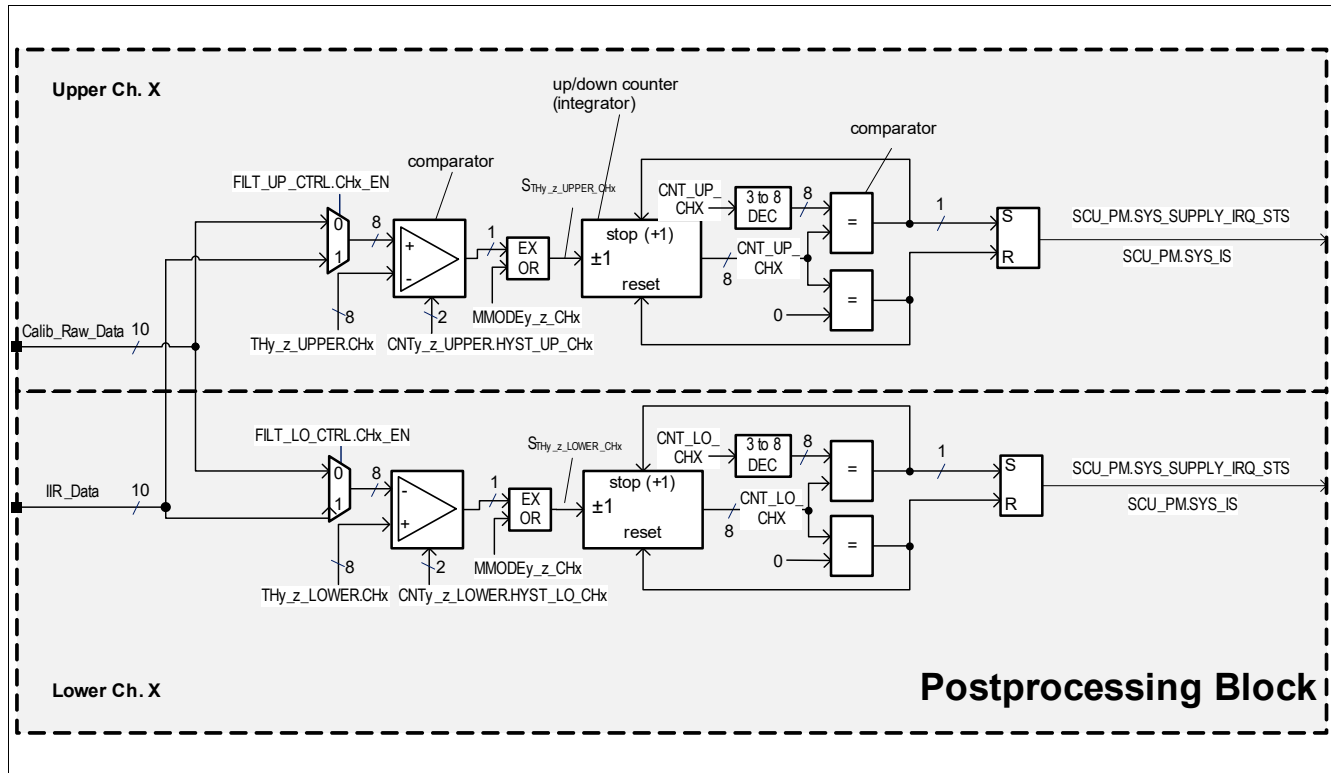 Upper Ch. X
up/down counter
(integrator)
comparator
comparator
FILT_UP_CTRL.CHx_EN
STHy_z_UPPER_CHx
CNT_UP_
CHX
3 to 8
DEC
8
=
1
S
R
SCU_PM.SYS_SUPPLY_IRQ_STS
SCU_PM.SYS_IS
0
1
8
+
-
1
EX
OR
stop (+1)
±1
reset
CNT_UP_
CHX
8
=
0
8
2
MMODEy_z_CHx
THy_z_UPPER.CHx
CNTy_z_UPPER.HYST_UP_CHx
Calib_Raw_Data
10
FILT_LO_CTRL.CHx_EN
STHy_z_LOWER_CHx
CNT_LO_
CHX
3 to 8
DEC
8
=
1
S
R
SCU_PM.SYS_SUPPLY_IRQ_STS
SCU_PM.SYS_IS
IIR_Data
10
0
1
8
-
+
1
EX
OR
stop (+1)
±1
reset
CNT_LO_
CHX
8
=
0
8
2
MMODEy_z_CHx
THy_z_LOWER.CHx
CNTy_z_LOWER.HYST_LO_CHx
Lower Ch. X
Postprocessing Block